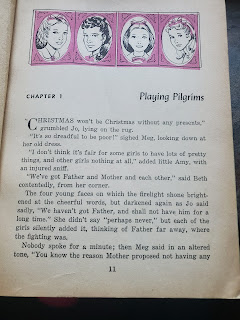 CHAPTER 1 Playing Pilgrims
"CHRISTMAS won't be Christmas without any presents,"
grumbled Jo, lying on the rug.
"It's so dreadful to be poor!" sighed Meg, looking down at
her old dress.
"I don't think it's fair for some girls to have lots of pretty
things, and other girls nothing at all," added little Amy, with
an injured sniff.
"We've got Father and Mother and each other," said Beth
contentedly, from her corner.
The four young faces on which the firelight shone bright-
ened at the cheerful words, but darkened again as Jo said
sadly, "We haven't got Father, and shall not have him for a
long time." She didn't say "perhaps never," but each of the
girls silently added it, thinking of Father far away, where
the fighting was.
Nobody spoke for a minute; then Meg said in an altered
tone, "You know the reason Mother proposed not having any
11